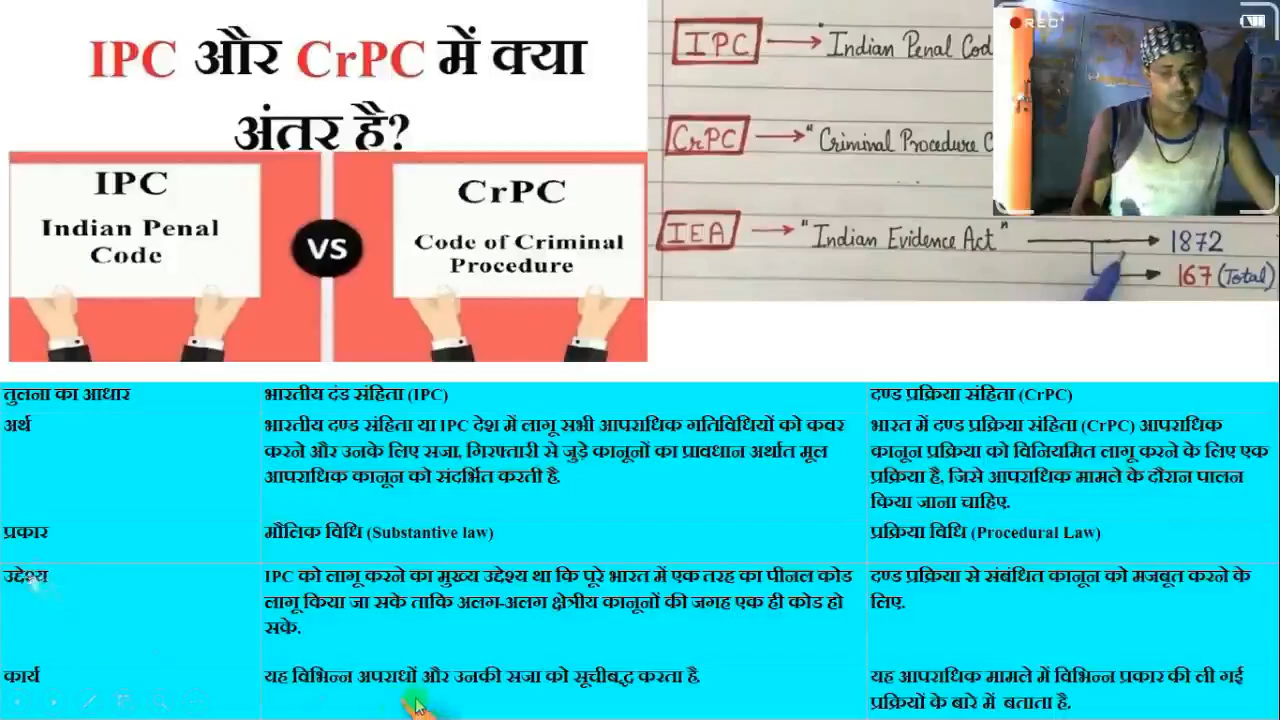 IPC और CrPC में क्या
अंतर है?
IPC
Indian Penal
Code
VS
CrPC
Code of Criminal
Procedure
IPC → "Indian Penal Cod
CrPC → "Criminal Procedure C
IEA → "Indian Evidence Act" → 1872
→ 167 (Total)
REC
तुलना का आधार
भारतीय दंड संहिता (IPC)
दण्ड प्रक्रिया संहिता (CrPC)
अर्थ
भारतीय दण्ड संहिता या IPC देश में लागू सभी आपराधिक गतिविधियों को कवर
करने और उनके लिए सजा, गिरफ्तारी से जुड़े कानूनों का प्रावधान अर्थात मूल
आपराधिक कानून को संदर्भित करती है.
भारत में दण्ड प्रक्रिया संहिता (CrPC) आपराधिक
कानून प्रक्रिया को विनियमित लागू करने के लिए एक
प्रक्रिया है, जिसे आपराधिक मामले के दौरान पालन
किया जाना चाहिए.
प्रकार
मौलिक विधि (Substantive law)
प्रक्रिया विधि (Procedural Law)
उद्देश्य
IPC को लागू करने का मुख्य उद्देश्य था कि पूरे भारत में एक तरह का पीनल कोड
लागू किया जा सके ताकि अलग-अलग क्षेत्रीय कानूनों की जगह एक ही कोड हो
सके.
दण्ड प्रक्रिया से संबंधित कानून को मजबूत करने के
लिए.
कार्य
यह विभिन्न अपराधों और उनकी सजा को सूचीबद्ध करता है.
यह आपराधिक मामले में विभिन्न प्रकार की ली गई
प्रक्रियों के बारे में बताता है.